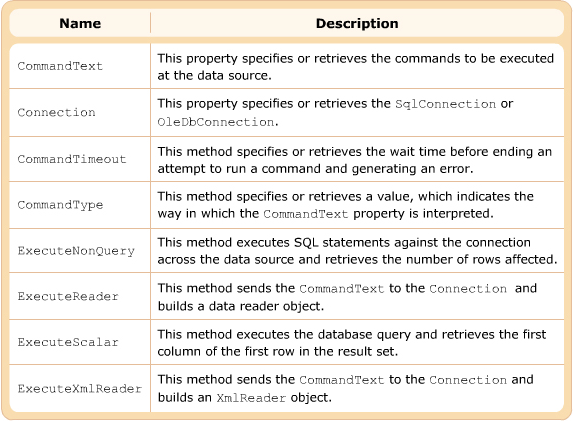 Name Description
CommandText This property specifies or retrieves the commands to be executed
at the data source.
Connection This property specifies or retrieves the SqlConnection or
OleDbConnection.
CommandTimeout This method specifies or retrieves the wait time before ending an
attempt to run a command and generating an error.
CommandType This method specifies or retrieves a value, which indicates the
way in which the CommandText property is interpreted.
ExecuteNonQuery This method executes SQL statements against the connection
across the data source and retrieves the number of rows affected.
ExecuteReader This method sends the CommandText to the Connection and
builds a data reader object.
ExecuteScalar This method executes the database query and retrieves the first
column of the first row in the result set.
ExecuteXmlReader This method sends the CommandText to the Connection and
builds an XmlReader object.